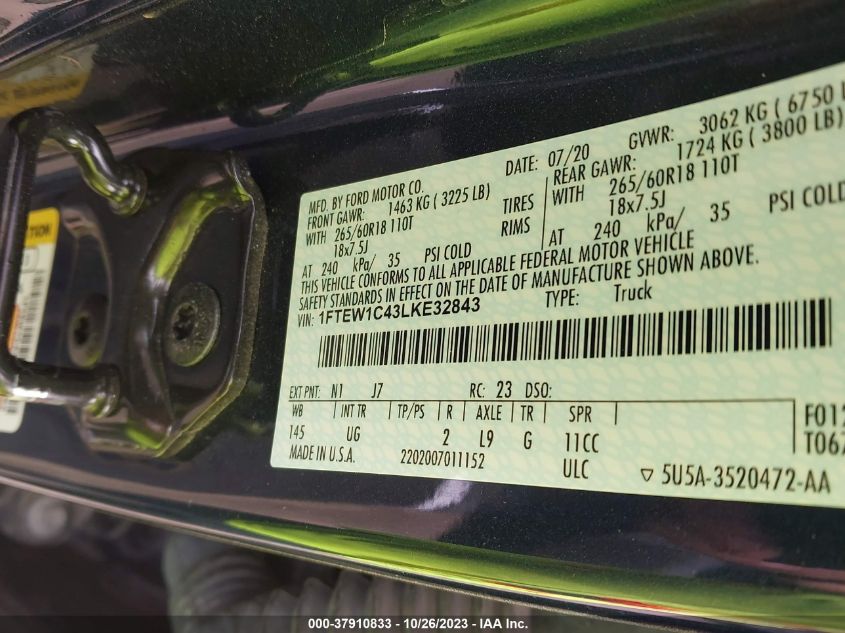 MFD. BY FORD MOTOR CO. DATE: 07/20 GVWR: 3062 KG ( 6750 L
FRONT GAWR: 1463 KG ( 3225 LB) REAR GAWR: 1724 KG ( 3800 LB)
WITH 265/60R18 110T TIRES WITH 265/60R18 110T
18x7.5J RIMS 18x7.5J
AT 240 kPa/ 35 PSI COLD AT 240 kPa/ 35 PSI COLD
THIS VEHICLE CONFORMS TO ALL APPLICABLE FEDERAL MOTOR VEHICLE
SAFETY STANDARDS IN EFFECT ON THE DATE OF MANUFACTURE SHOWN ABOVE.
VIN: 1FTEW1C43LKE32843 TYPE: Truck
EXT PNT: N1 J7 RC: 23 DSO:
WB INT TR TP/PS R AXLE TR SPR F012
145 UG 2 L9 G 11CC T067
MADE IN U.S.A. 2202007011152 ULC ▽ 5U5A-3520472-AA
000-37910833 - 10/26/2023 - IAA Inc.